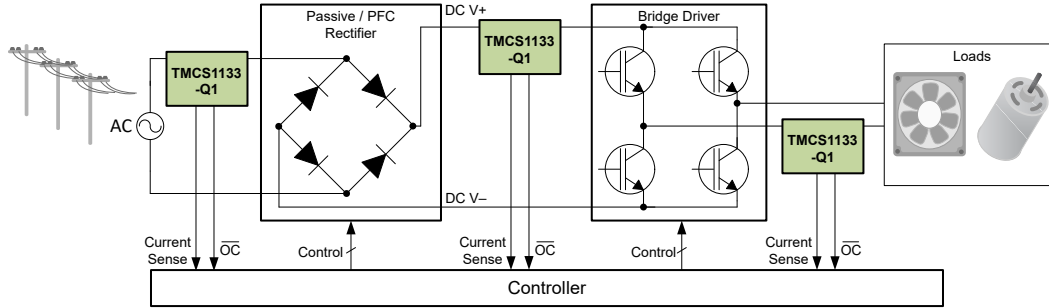 Passive / PFC
Rectifier
DC V+
Bridge Driver
TMCS1133
-Q1
TMCS1133
-Q1
Loads
AC
TMCS1133
-Q1
DC V–
Current
Sense
OC
Control
Current
Sense
OC
Control
Current
Sense
OC
Controller